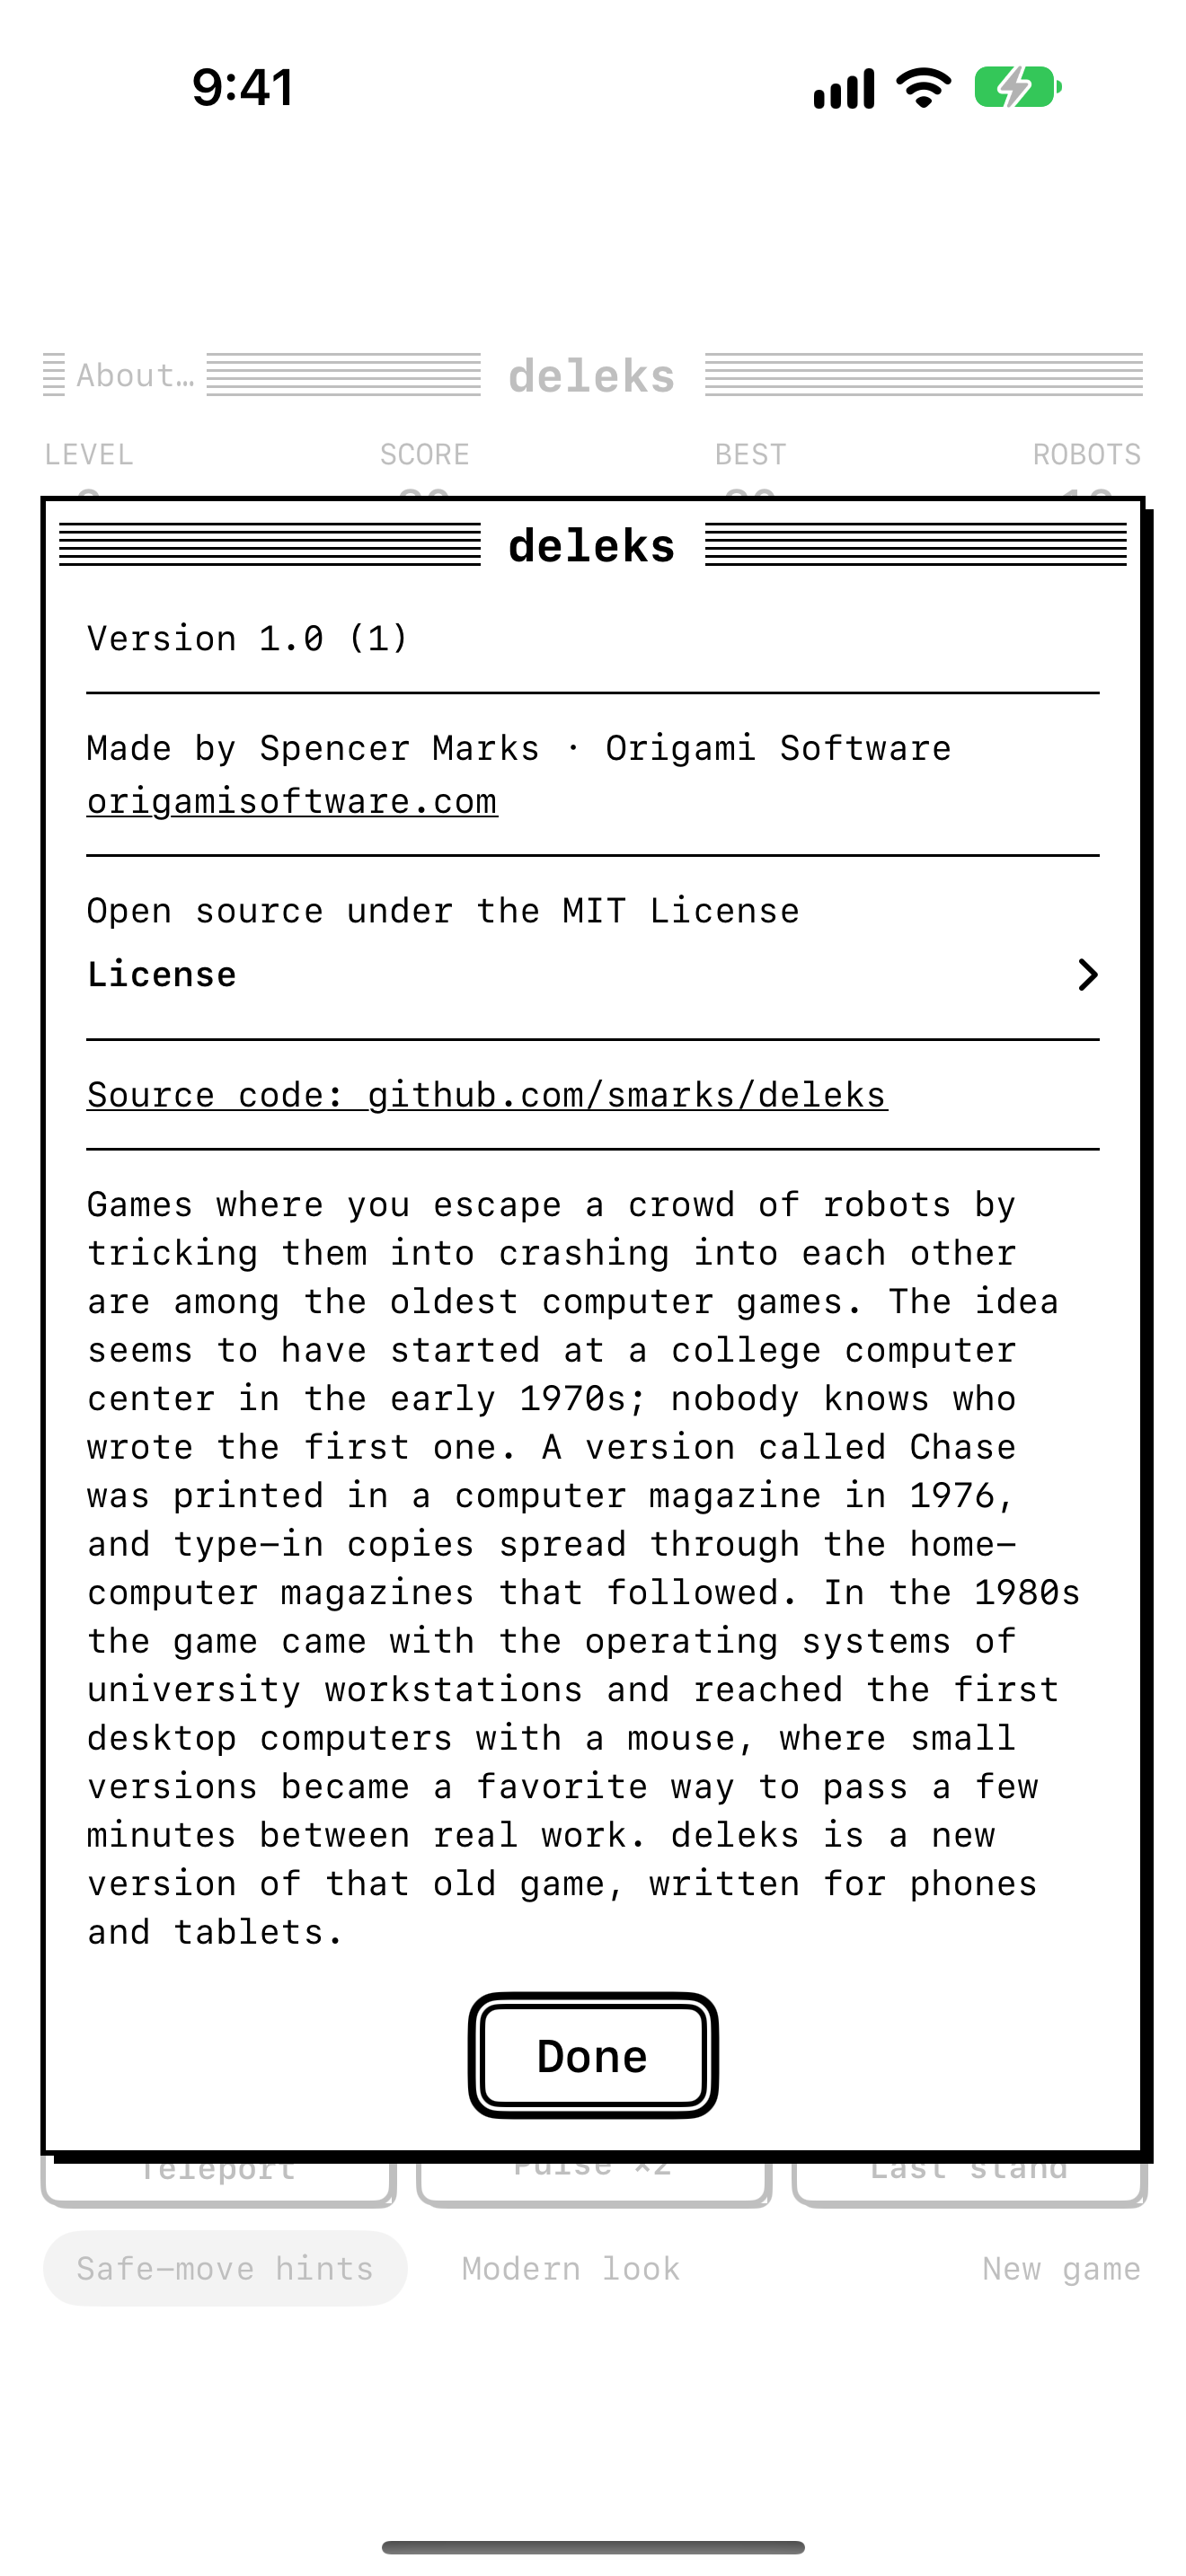 9:41
About… deleks
LEVEL SCORE BEST ROBOTS
deleks
Version 1.0 (1)
Made by Spencer Marks · Origami Software
origamisoftware.com
Open source under the MIT License
License
Source code: github.com/smarks/deleks
Games where you escape a crowd of robots by
tricking them into crashing into each other
are among the oldest computer games. The idea
seems to have started at a college computer
center in the early 1970s; nobody knows who
wrote the first one. A version called Chase
was printed in a computer magazine in 1976,
and type-in copies spread through the home-
computer magazines that followed. In the 1980s
the game came with the operating systems of
university workstations and reached the first
desktop computers with a mouse, where small
versions became a favorite way to pass a few
minutes between real work. deleks is a new
version of that old game, written for phones
and tablets.
Done
Teleport Pulse ×2 Last stand
Safe-move hints Modern look New game